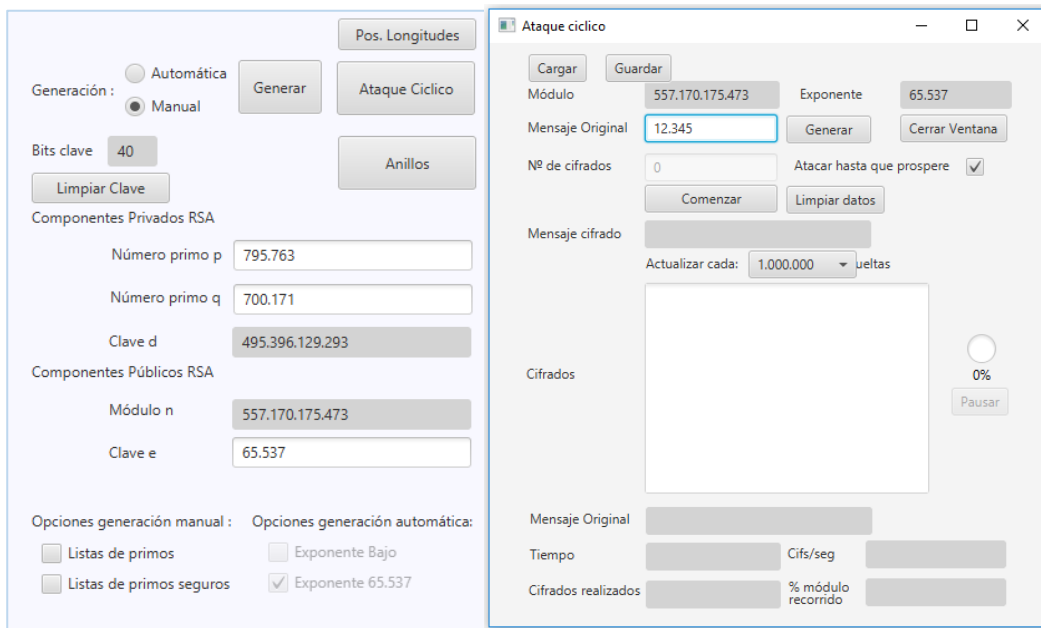 Pos. Longitudes
Generación :
Automática
Manual
Generar
Ataque Ciclico
Bits clave
40
Anillos
Limpiar Clave
Componentes Privados RSA
Número primo p
795.763
Número primo q
700.171
Clave d
495.396.129.293
Componentes Públicos RSA
Módulo n
557.170.175.473
Clave e
65.537
Opciones generación manual :
Opciones generación automática:
Listas de primos
Exponente Bajo
Listas de primos seguros
Exponente 65.537
Ataque ciclico
Cargar
Guardar
Módulo
557.170.175.473
Exponente
65.537
Mensaje Original
12.345
Generar
Cerrar Ventana
Nº de cifrados
0
Atacar hasta que prospere
Comenzar
Limpiar datos
Mensaje cifrado
Actualizar cada:
1.000.000
ueltas
Cifrados
0%
Pausar
Mensaje Original
Tiempo
Cifs/seg
Cifrados realizados
% módulo
recorrido